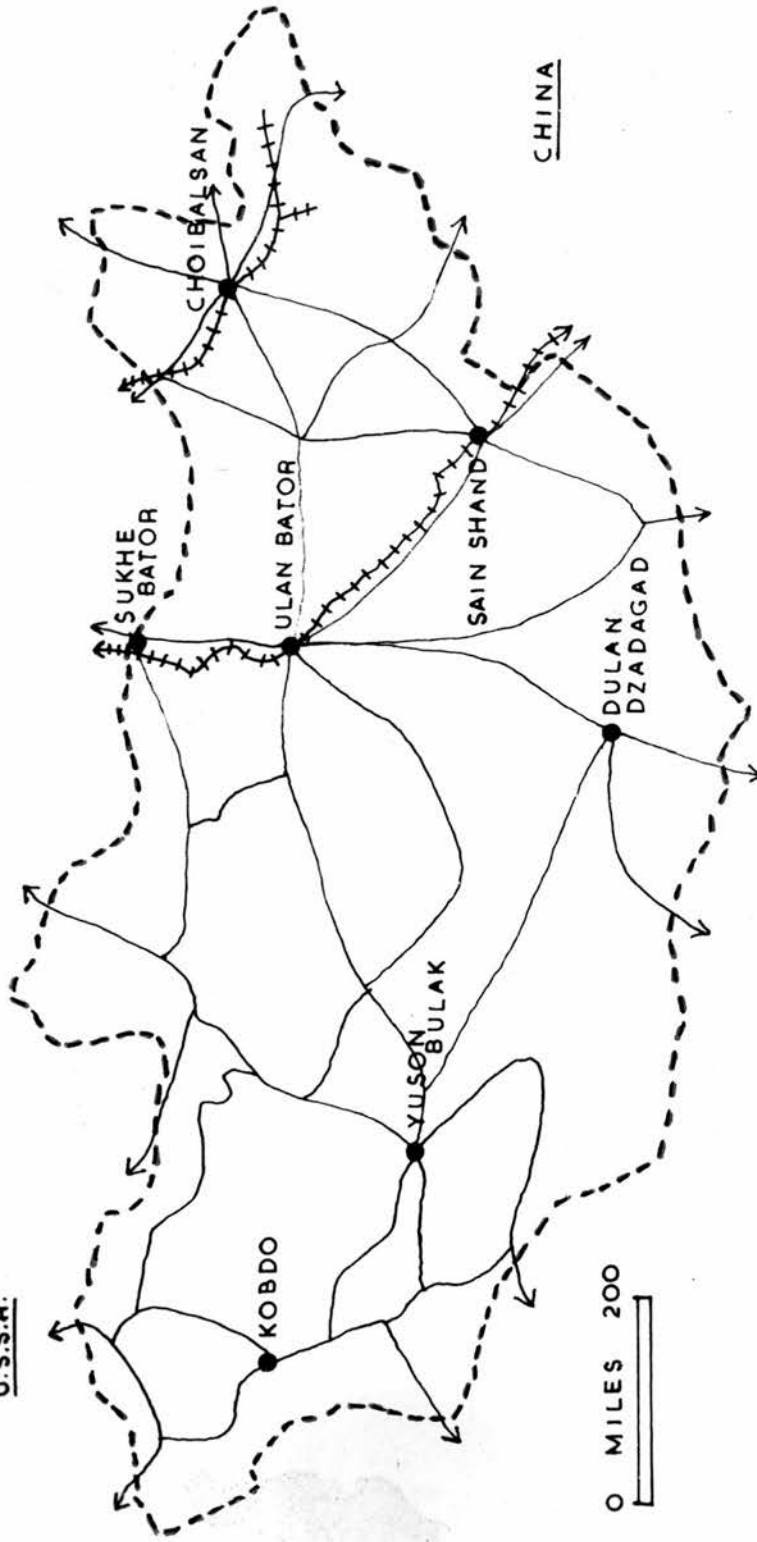 U.S.S.R.
SUKHE
BATOR
CHOIBALSAN
KOBDO
ULAN BATOR
YUSON
BULAK
SAIN SHAND
CHINA
DULAN
DZADAGAD
0 MILES 200